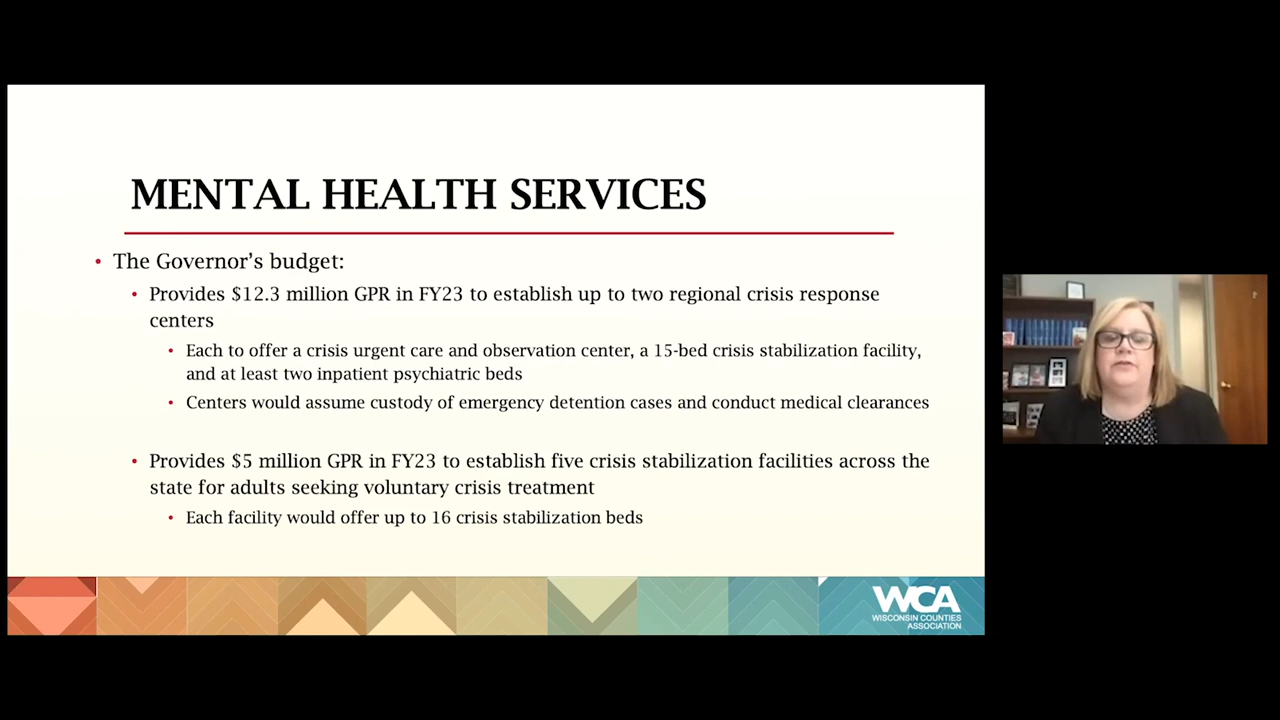 MENTAL HEALTH SERVICES
• The Governor's budget:
• Provides $12.3 million GPR in FY23 to establish up to two regional crisis response
centers
• Each to offer a crisis urgent care and observation center, a 15-bed crisis stabilization facility,
and at least two inpatient psychiatric beds
• Centers would assume custody of emergency detention cases and conduct medical clearances
• Provides $5 million GPR in FY23 to establish five crisis stabilization facilities across the
state for adults seeking voluntary crisis treatment
• Each facility would offer up to 16 crisis stabilization beds
WCA
WISCONSIN COUNTIES
ASSOCIATION